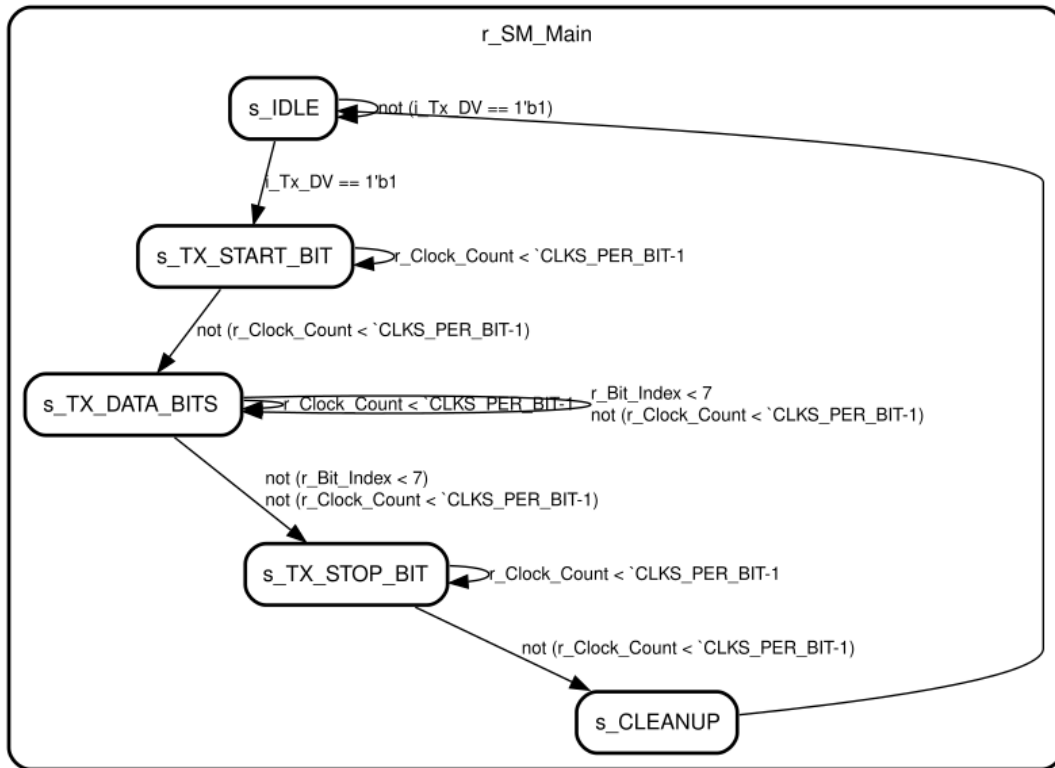 r_SM_Main
s_IDLE
not (i_Tx_DV == 1'b1)
i_Tx_DV == 1'b1
s_TX_START_BIT
r_Clock_Count < `CLKS_PER_BIT-1
not (r_Clock_Count < `CLKS_PER_BIT-1)
s_TX_DATA_BITS
r_Clock_Count < `CLKS_PER_BIT-1
r_Bit_Index < 7
not (r_Clock_Count < `CLKS_PER_BIT-1)
not (r_Bit_Index < 7)
not (r_Clock_Count < `CLKS_PER_BIT-1)
s_TX_STOP_BIT
r_Clock_Count < `CLKS_PER_BIT-1
not (r_Clock_Count < `CLKS_PER_BIT-1)
s_CLEANUP